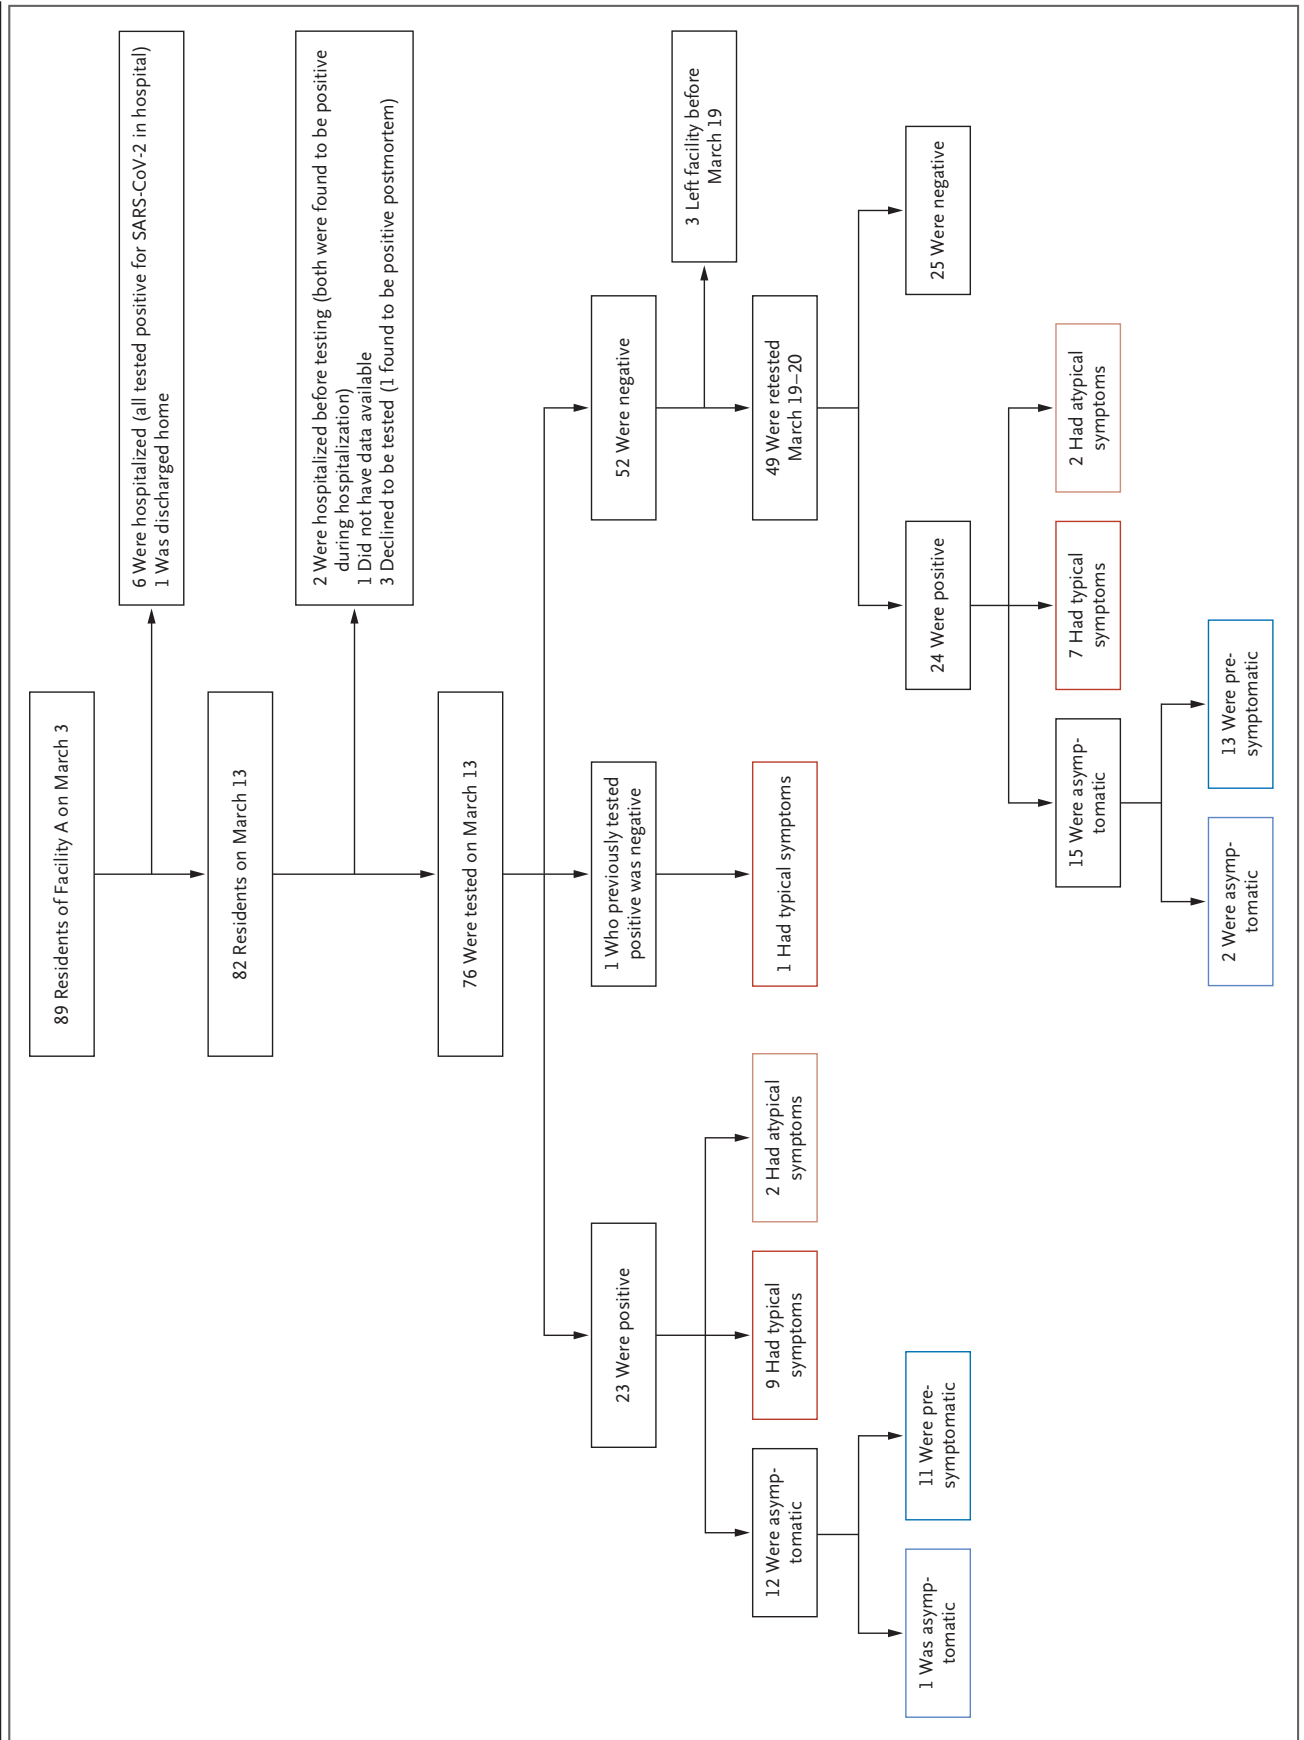 89 Residents of Facility A on March 3
6 Were hospitalized (all tested positive for SARS-CoV-2 in hospital)
1 Was discharged home
82 Residents on March 13
2 Were hospitalized before testing (both were found to be positive
during hospitalization)
1 Did not have data available
3 Declined to be tested (1 found to be positive postmortem)
76 Were tested on March 13
23 Were positive
1 Who previously tested
positive was negative
52 Were negative
3 Left facility before
March 19
12 Were asymp-
tomatic
9 Had typical
symptoms
2 Had atypical
symptoms
1 Had typical symptoms
49 Were retested
March 19–20
1 Was asymp-
tomatic
11 Were pre-
symptomatic
24 Were positive
25 Were negative
15 Were asymp-
tomatic
7 Had typical
symptoms
2 Had atypical
symptoms
2 Were asymp-
tomatic
13 Were pre-
symptomatic